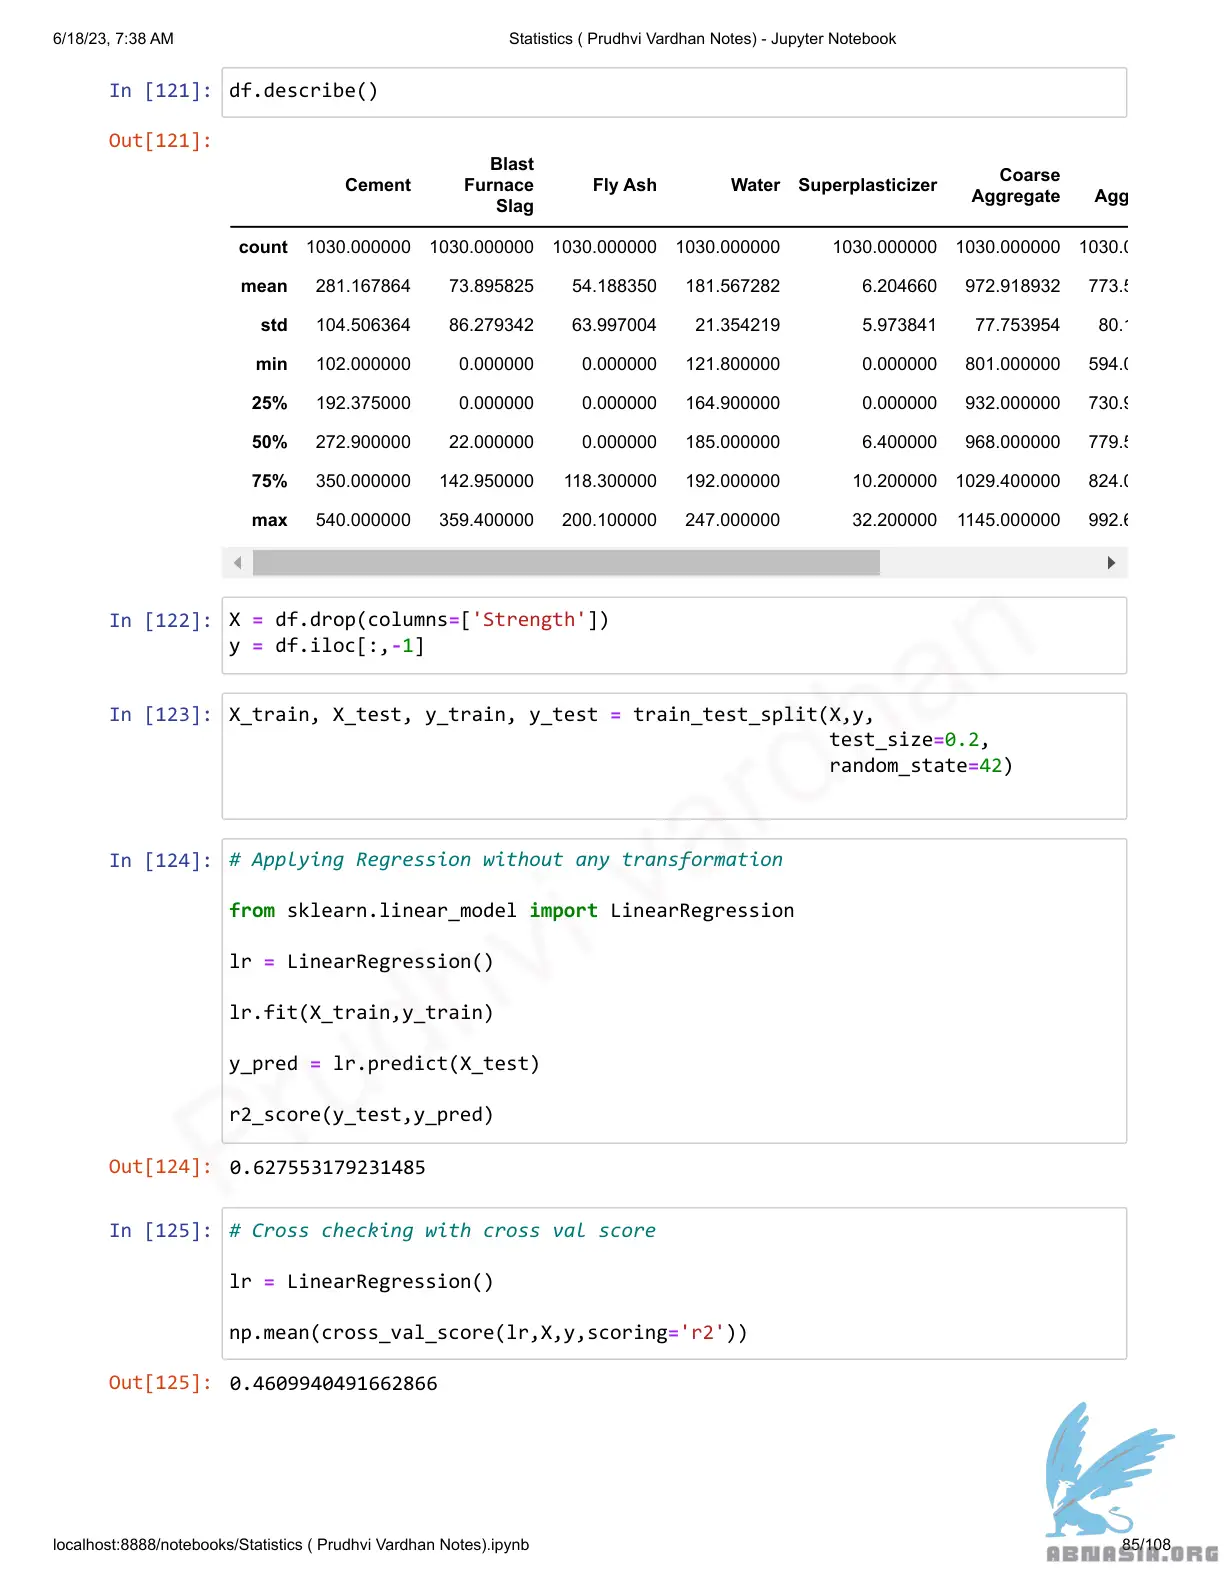 6/18/23, 7:38 AM Statistics ( Prudhvi Vardhan Notes) - Jupyter Notebook
In [121]: df.describe()
Out[121]:
Cement Blast Furnace Slag Fly Ash Water Superplasticizer Coarse Aggregate Agg
count 1030.000000 1030.000000 1030.000000 1030.000000 1030.000000 1030.000000 1030.0
mean 281.167864 73.895825 54.188350 181.567282 6.204660 972.918932 773.5
std 104.506364 86.279342 63.997004 21.354219 5.973841 77.753954 80.1
min 102.000000 0.000000 0.000000 121.800000 0.000000 801.000000 594.0
25% 192.375000 0.000000 0.000000 164.900000 0.000000 932.000000 730.9
50% 272.900000 22.000000 0.000000 185.000000 6.400000 968.000000 779.5
75% 350.000000 142.950000 118.300000 192.000000 10.200000 1029.400000 824.0
max 540.000000 359.400000 200.100000 247.000000 32.200000 1145.000000 992.6
In [122]: X = df.drop(columns=['Strength'])
y = df.iloc[:,-1]
In [123]: X_train, X_test, y_train, y_test = train_test_split(X,y,
test_size=0.2,
random_state=42)
In [124]: # Applying Regression without any transformation
from sklearn.linear_model import LinearRegression
lr = LinearRegression()
lr.fit(X_train,y_train)
y_pred = lr.predict(X_test)
r2_score(y_test,y_pred)
Out[124]: 0.627553179231485
In [125]: # Cross checking with cross val score
lr = LinearRegression()
np.mean(cross_val_score(lr,X,y,scoring='r2'))
Out[125]: 0.4609940491662866
Prudhvi vardhan
localhost:8888/notebooks/Statistics ( Prudhvi Vardhan Notes).ipynb 85/108
ABNASIA.ORG